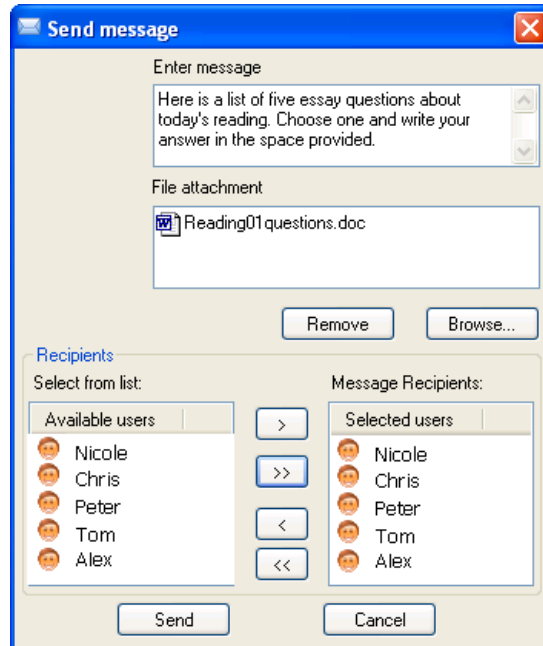 Send message
Enter message
Here is a list of five essay questions about
today's reading. Choose one and write your
answer in the space provided.
File attachment
Reading01questions.doc
Remove
Browse...
Recipients
Select from list:
Message Recipients:
Available users
Selected users
>
>>
<
<<
Nicole
Chris
Peter
Tom
Alex
Nicole
Chris
Peter
Tom
Alex
Send
Cancel